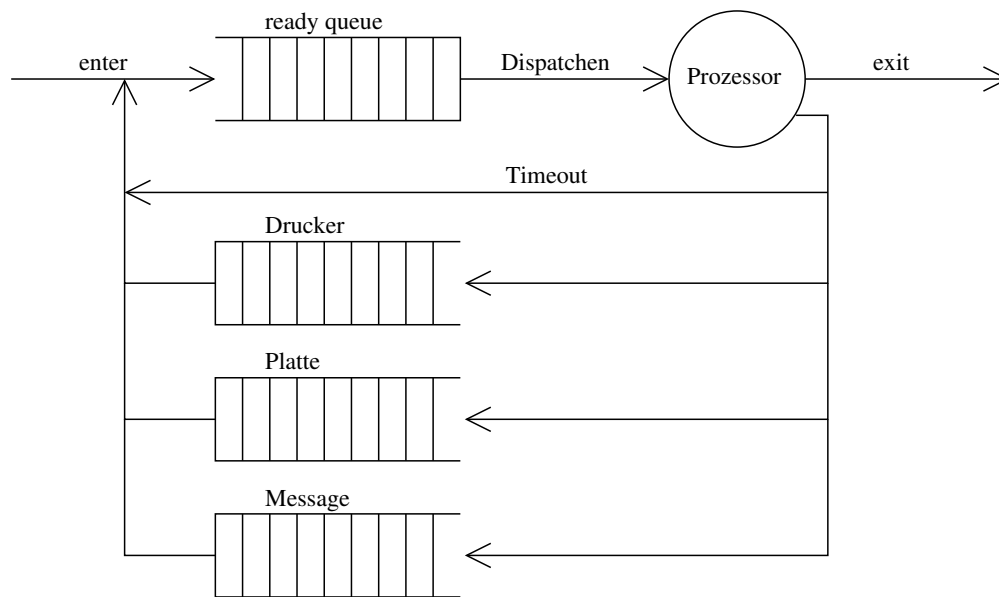 ready queue
enter
Dispatchen
Prozessor
exit
Timeout
Drucker
Platte
Message